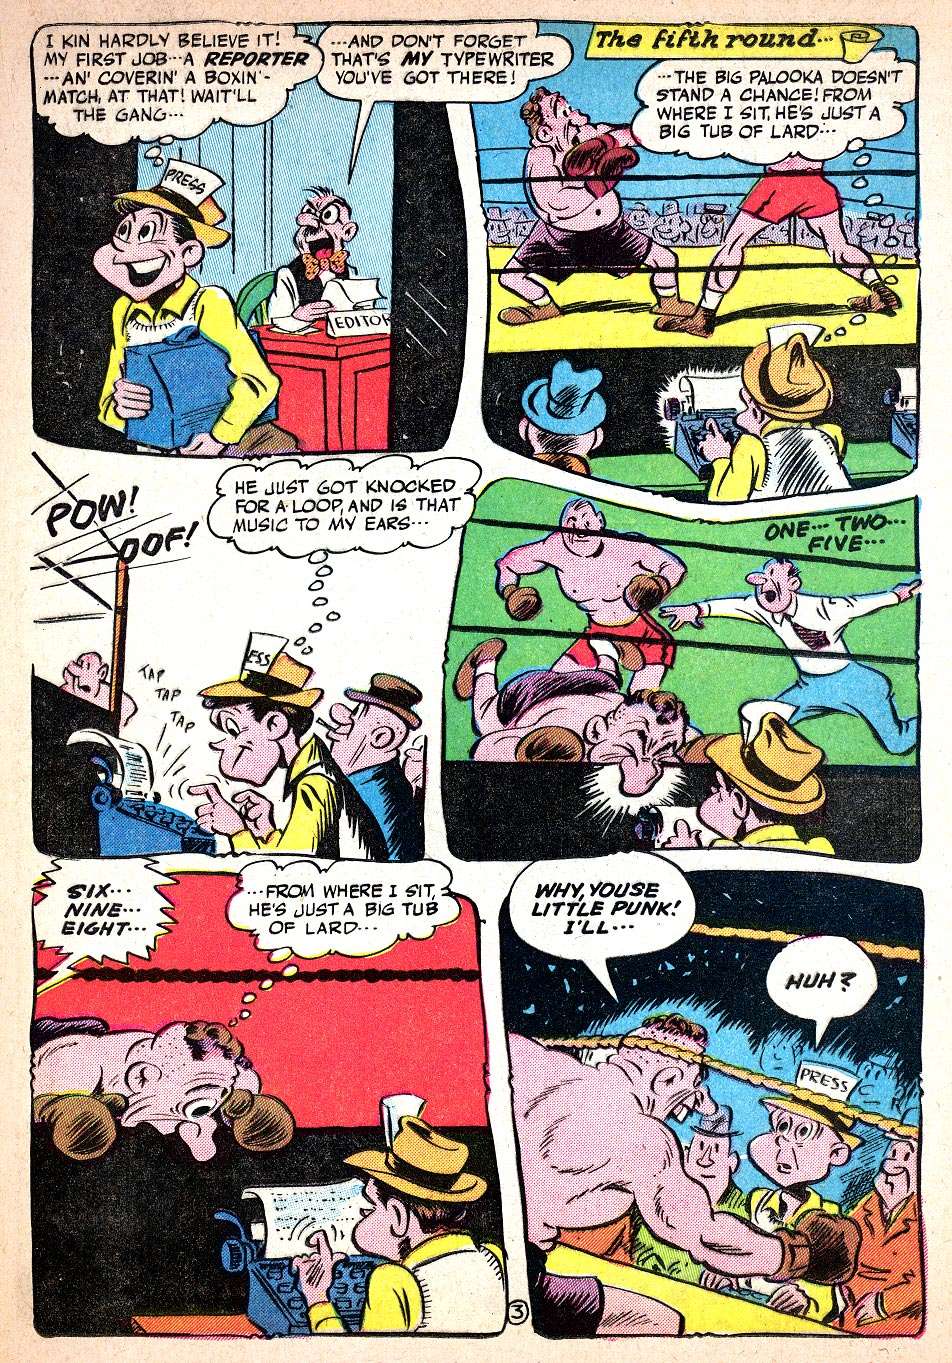 I KIN HARDLY BELIEVE IT!
MY FIRST JOB---A REPORTER
---AN' COVERIN' A BOXIN'-
MATCH, AT THAT! WAIT'LL
THE GANG---
---AND DON'T FORGET
THAT'S MY TYPEWRITER
YOU'VE GOT THERE!
PRESS
EDITOR
The fifth round---
---THE BIG PALOOKA DOESN'T
STAND A CHANCE! FROM
WHERE I SIT, HE'S JUST A
BIG TUB OF LARD---
POW!
OOF!
HE JUST GOT KNOCKED
FOR A LOOP, AND IS THAT
MUSIC TO MY EARS---
ESS
TAP
TAP
TAP
ONE--- TWO---
FIVE---
SIX---
NINE---
EIGHT---
---FROM WHERE I SIT,
HE'S JUST A BIG TUB
OF LARD---
WHY, YOUSE
LITTLE PUNK!
I'LL---
HUH?
PRESS
3